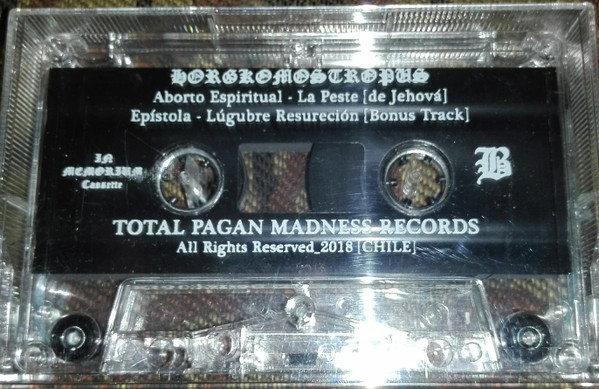 HORGKOMOSTROPUS
Aborto Espiritual - La Peste [de Jehová]
Epístola - Lúgubre Resureción [Bonus Track]
IN
MEMORIUM
Cassette
B
TOTAL PAGAN MADNESS RECORDS
All Rights Reserved_2018 [CHILE]